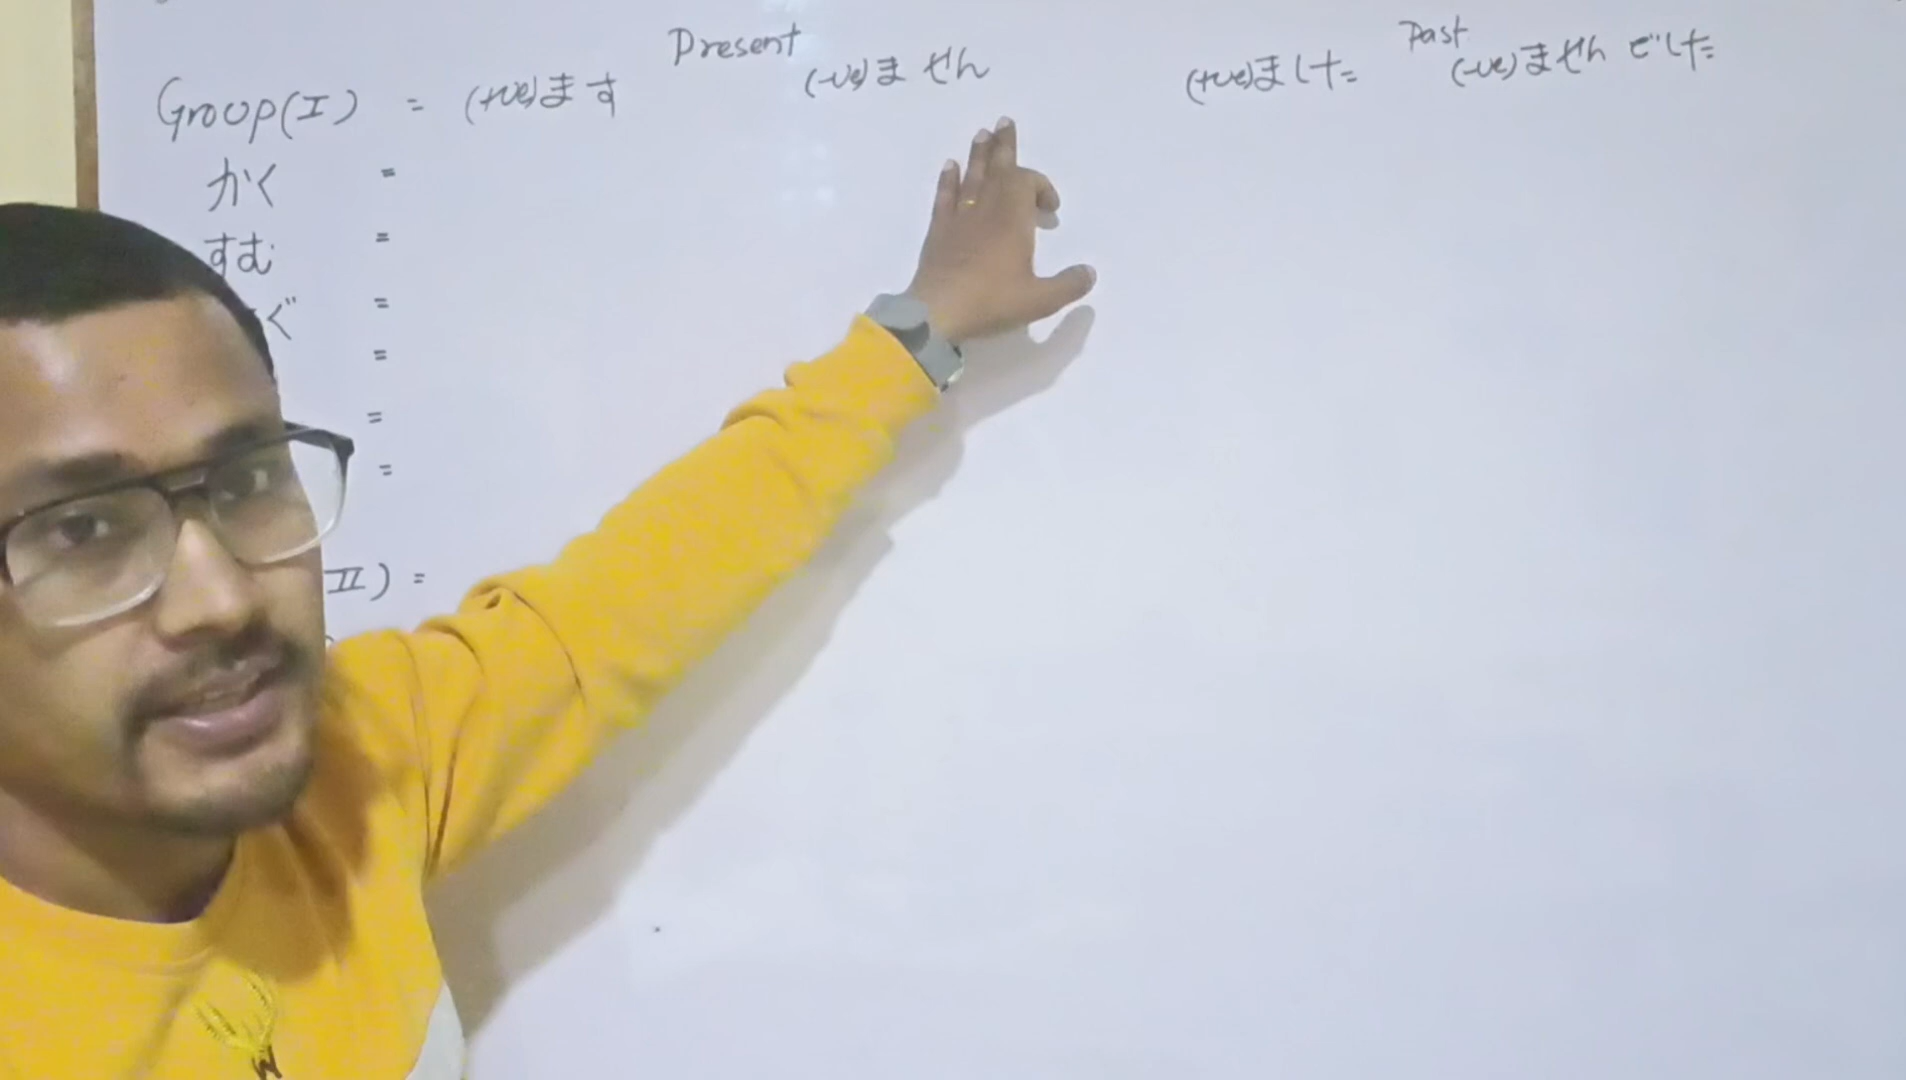 Present Past
Group(I) = (+ve)ます (-ve)ません (+ve)ました (-ve)ませんでした
かく =
すむ =
ぐ =
=
=
=
II) =